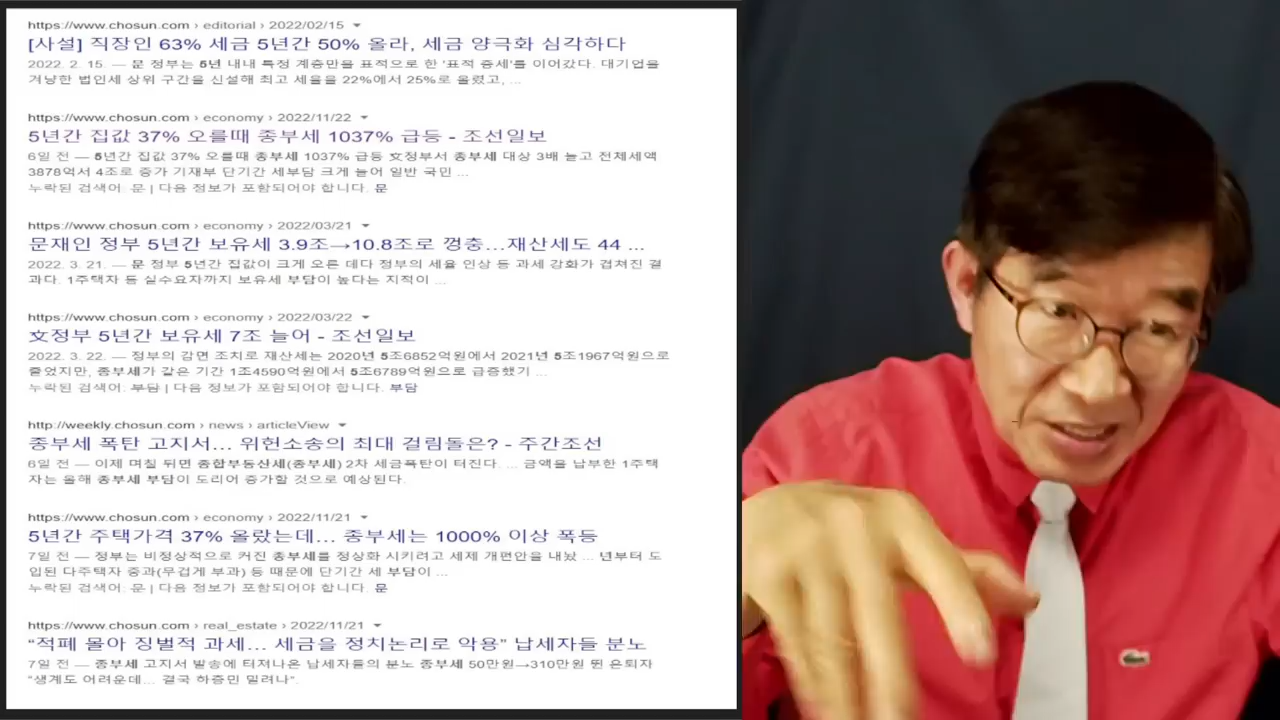 https://www.chosun.com › editorial › 2022/02/15
[사설] 직장인 63% 세금 5년간 50% 올라, 세금 양극화 심각하다
2022. 2. 15. — 문 정부는 5년 내내 특정 계층만을 표적으로 한 '표적 증세'를 이어갔다. 대기업을
겨냥한 법인세 상위 구간을 신설해 최고 세율을 22%에서 25%로 올렸고, ...
https://www.chosun.com › economy › 2022/11/22
5년간 집값 37% 오를때 종부세 1037% 급등 - 조선일보
6일 전 — 5년간 집값 37% 오를때 종부세 1037% 급등 文정부서 종부세 대상 3배 늘고 전체세액
3878억서 4조로 증가 기재부 단기간 세부담 크게 늘어 일반 국민 ...
누락된 검색어: 문 | 다음 정보가 포함되어야 합니다. 문
https://www.chosun.com › economy › 2022/03/21
문재인 정부 5년간 보유세 3.9조→10.8조로 껑충...재산세도 44 ...
2022. 3. 21. — 문 정부 5년간 집값이 크게 오른 데다 정부의 세율 인상 등 과세 강화가 겹쳐진 결
과다. 1주택자 등 실수요자까지 보유세 부담이 높다는 지적이 ...
https://www.chosun.com › economy › 2022/03/22
文정부 5년간 보유세 7조 늘어 - 조선일보
2022. 3. 22. — 정부의 감면 조치로 재산세는 2020년 5조6852억원에서 2021년 5조1967억원으로
줄었지만, 종부세가 같은 기간 1조4590억원에서 5조6789억원으로 급증했기 ...
누락된 검색어: 부담 | 다음 정보가 포함되어야 합니다. 부담
http://weekly.chosun.com › news › articleView
종부세 폭탄 고지서... 위헌소송의 최대 걸림돌은? - 주간조선
6일 전 — 이제 며칠 뒤면 종합부동산세(종부세) 2차 세금폭탄이 터진다. ... 금액을 납부한 1주택
자는 올해 종부세 부담이 도리어 증가할 것으로 예상된다.
https://www.chosun.com › economy › 2022/11/21
5년간 주택가격 37% 올랐는데... 종부세는 1000% 이상 폭등
7일 전 — 정부는 비정상적으로 커진 종부세를 정상화 시키려고 세제 개편안을 내놨 ... 년부터 도
입된 다주택자 중과(무겁게 부과) 등 때문에 단기간 세 부담이 ...
누락된 검색어: 문 | 다음 정보가 포함되어야 합니다. 문
https://www.chosun.com › real_estate › 2022/11/21
“적폐 몰아 징벌적 과세... 세금을 정치논리로 악용” 납세자들 분노
7일 전 — 종부세 고지서 발송에 터져나온 납세자들의 분노 종부세 50만원→310만원 뛴 은퇴자
“생계도 어려운데... 결국 하층민 밀려나”.